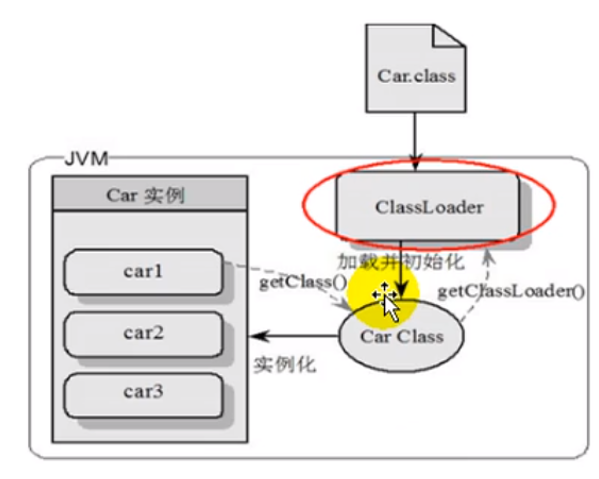 Car.class
JVM
Car 实例
ClassLoader
car1
加载并初始化
getClass()
getClassLoader()
car2
Car Class
实例化
car3